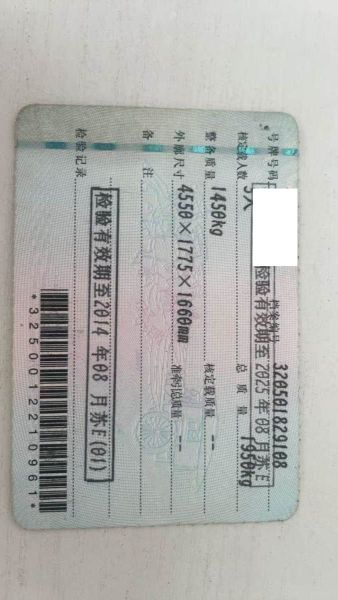 号牌号码
档案编号 320501829108
核定载人数 5人
总质量 1950kg
整备质量 1450kg
核定载质量 --
外廓尺寸 4550×1775×1660mm
准牵引总质量 --
备注
检验有效期至2025年08月苏E
检验记录
检验有效期至2014年08月苏E(01)
*3250012210961*